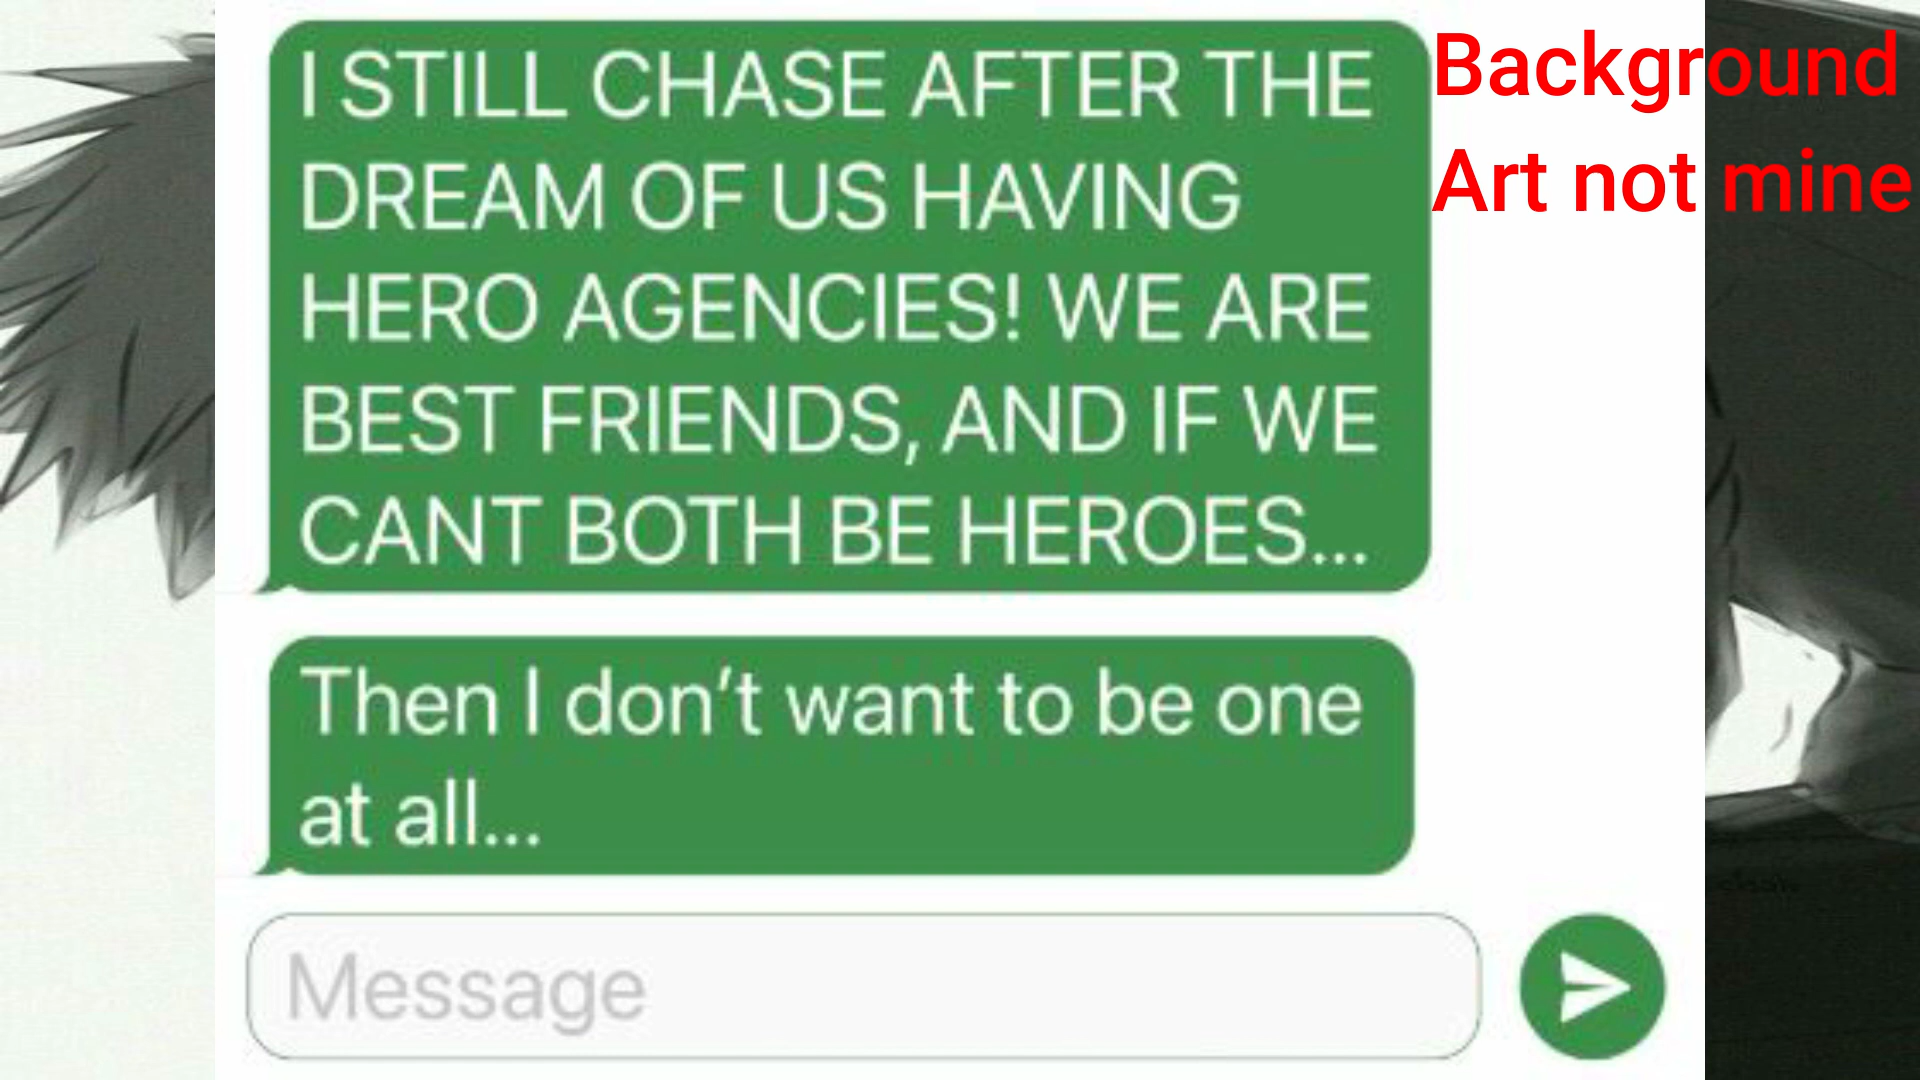 I STILL CHASE AFTER THE
DREAM OF US HAVING
HERO AGENCIES! WE ARE
BEST FRIENDS, AND IF WE
CANT BOTH BE HEROES...
Background
Art not mine
Then I don’t want to be one
at all...
Message